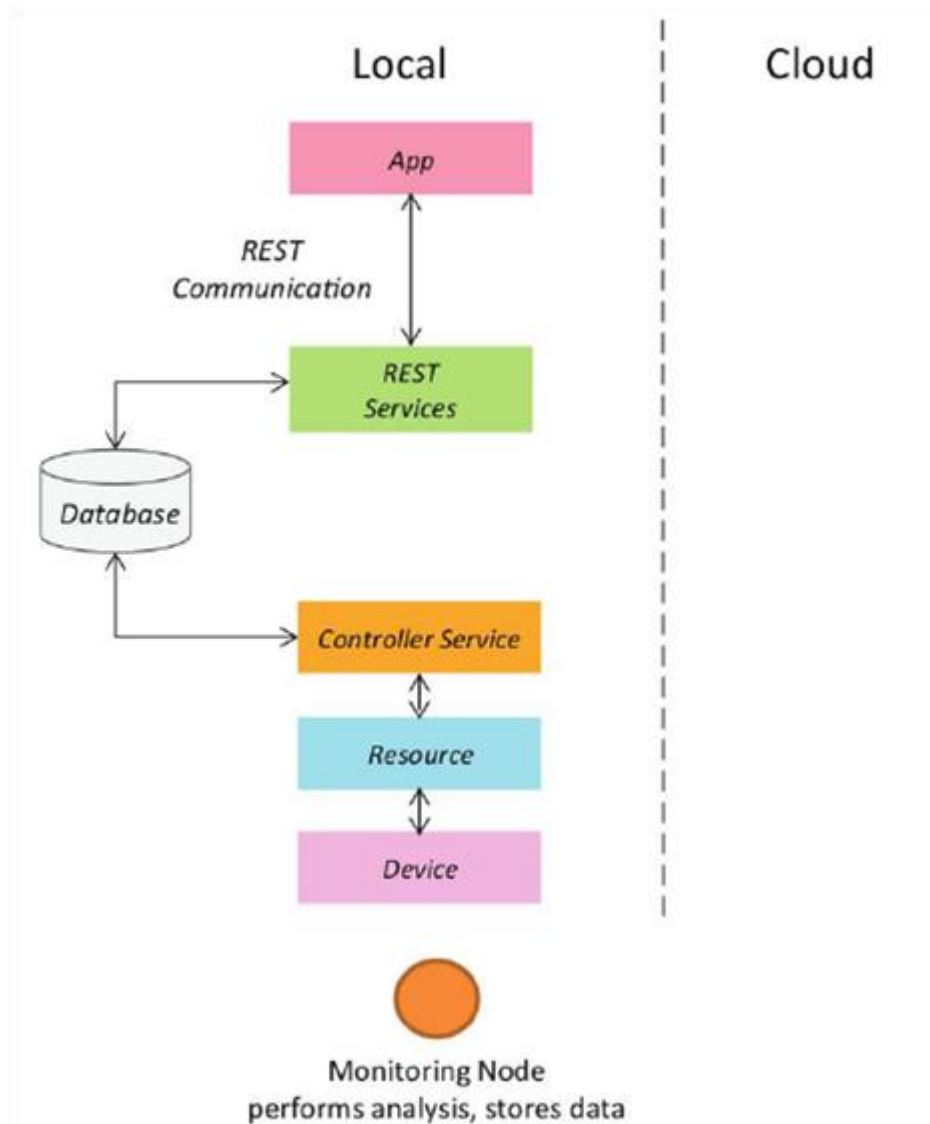 Local
Cloud
App
REST
Communication
REST
Services
Database
Controller Service
Resource
Device
Monitoring Node
performs analysis, stores data